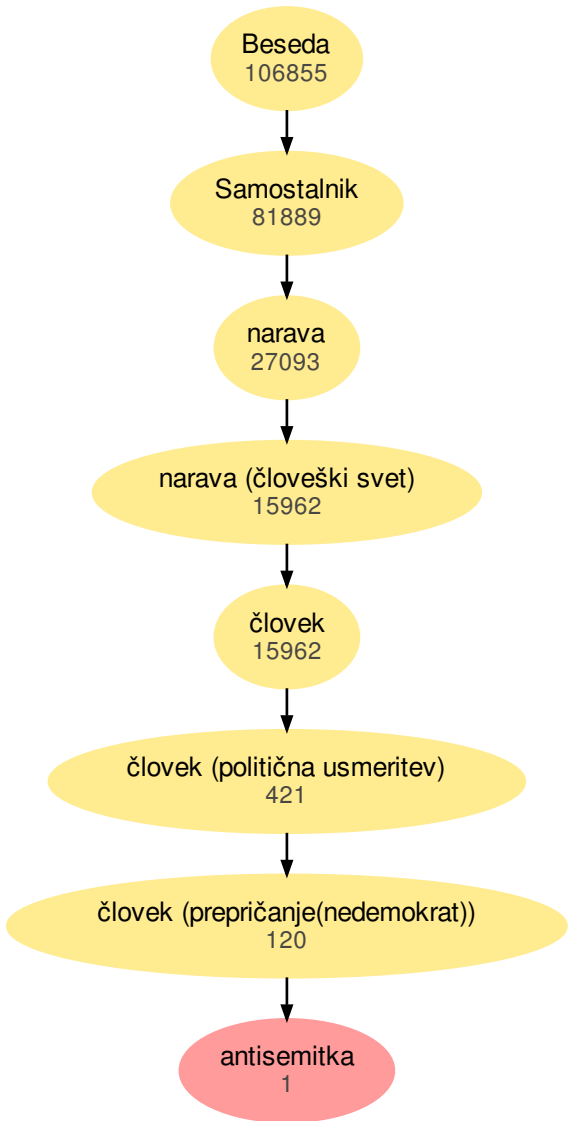 Beseda
106855
Samostalnik
81889
narava
27093
narava (človeški svet)
15962
človek
15962
človek (politična usmeritev)
421
človek (prepričanje(nedemokrat))
120
antisemitka
1